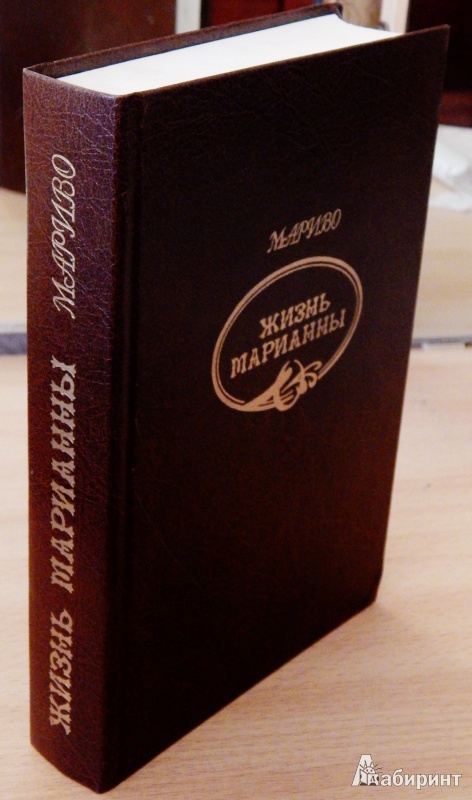 ЖИЗНЬ МАРИАННЫ МАРИВО
МАРИВО
ЖИЗНЬ
МАРИАННЫ
Лабиринт